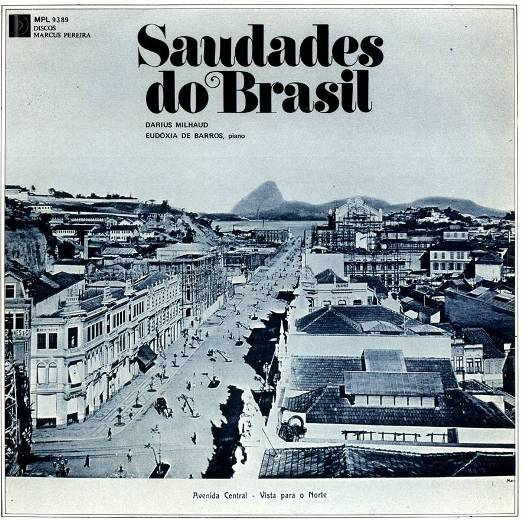 MPL 9389
DISCOS
MARCUS PEREIRA
Saudades
do Brasil
DARIUS MILHAUD
EUDÓXIA DE BARROS, piano
Avenida Central - Vista para o Norte